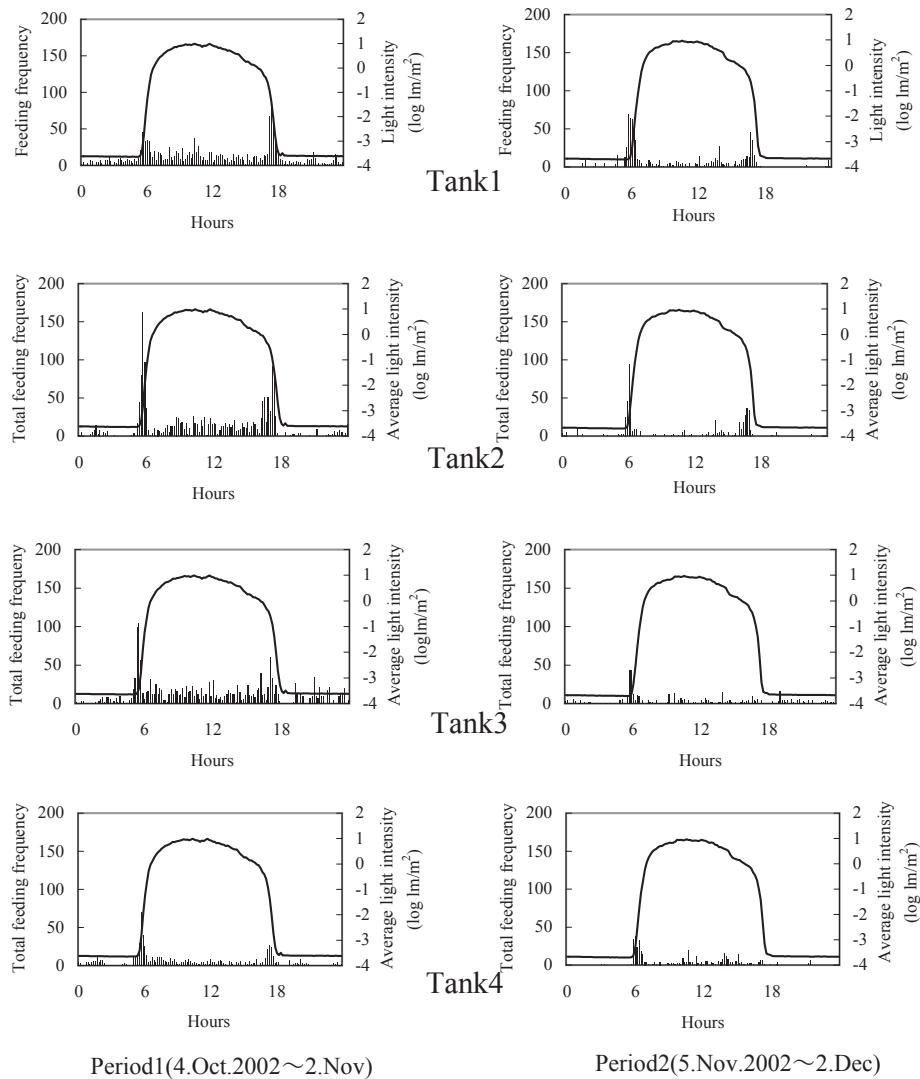 200
150
100
50
0
Feeding frequency
2
1
0
-1
-2
-3
-4
Light intensity
(log lm/m²)
0 6 12 18
Hours
200
150
100
50
0
Feeding frequency
2
1
0
-1
-2
-3
-4
Light intensity
(log lm/m²)
0 6 12 18
Hours
Tank1
200
150
100
50
0
Total feeding frequency
2
1
0
-1
-2
-3
-4
Average light intensity
(log lm/m²)
0 6 12 18
Hours
200
150
100
50
0
Total feeding frequency
2
1
0
-1
-2
-3
-4
Average light intensity
(log lm/m²)
0 6 12 18
Hours
Tank2
200
150
100
50
0
Total feeding frequency
2
1
0
-1
-2
-3
-4
Average light intensity
(loglm/m²)
0 6 12 18
Hours
200
150
100
50
0
Total feeding frequency
2
1
0
-1
-2
-3
-4
Average light intensity
(log lm/m²)
0 6 12 18
Hours
Tank3
200
150
100
50
0
Total feeding frequency
2
1
0
-1
-2
-3
-4
Average light intensity
(log lm/m²)
0 6 12 18
Hours
200
150
100
50
0
Total feeding frequency
2
1
0
-1
-2
-3
-4
Average light intensity
(log lm/m²)
0 6 12 18
Hours
Tank4
Period1(4.Oct.2002～2.Nov)
Period2(5.Nov.2002～2.Dec)